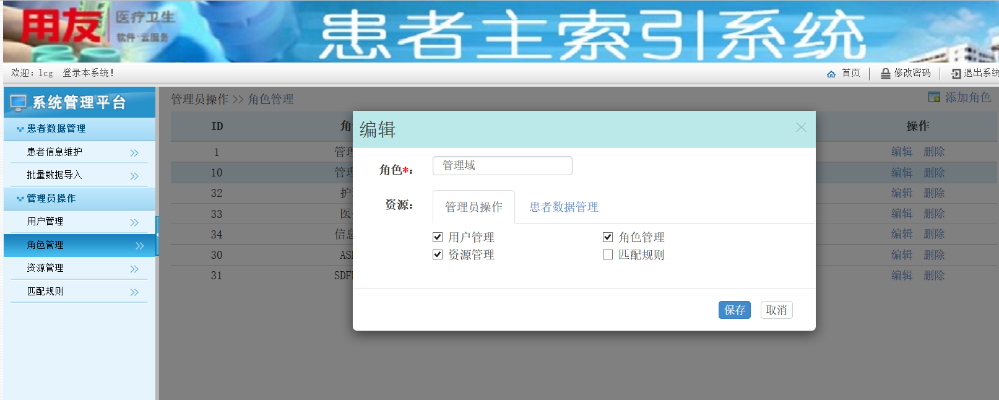 用友 医疗卫生
软件·云服务
患者主索引系统
欢迎：lcg 登录本系统！
首页 修改密码 退出系统
系统管理平台
患者数据管理
患者信息维护
批量数据导入
管理员操作
用户管理
角色管理
资源管理
匹配规则
管理员操作 >> 角色管理
添加角色
ID 角 操作
1 管理 编辑 删除
10 管理 编辑 删除
32 护 编辑 删除
33 医 编辑 删除
34 信息 编辑 删除
30 AS 编辑 删除
31 SDF 编辑 删除
编辑
角色*： 管理域
资源： 管理员操作 患者数据管理
用户管理 角色管理
资源管理 匹配规则
保存 取消